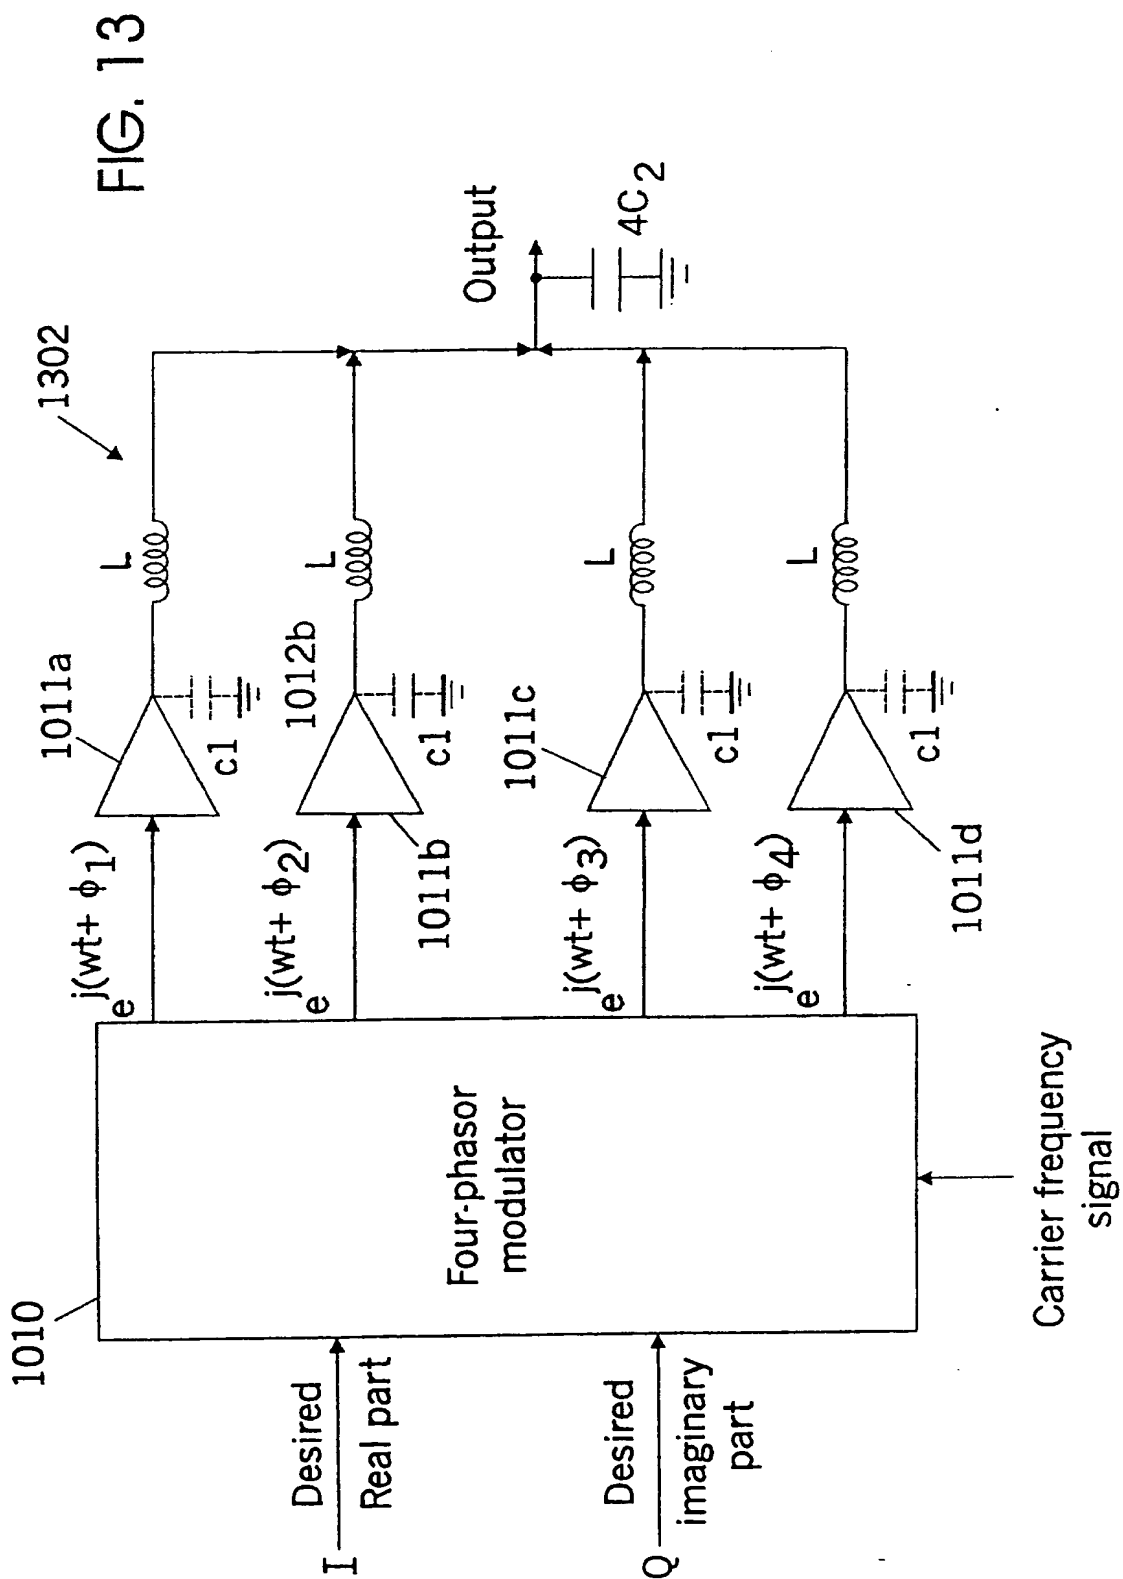 FIG. 13
1302
1010
Four-phasor
modulator
I
Desired
Real part
Q
Desired
imaginary
part
Carrier frequency
signal
e j(wt+ ϕ1)
1011a
c1
L
e j(wt+ ϕ2)
1011b
1012b
c1
L
e j(wt+ ϕ3)
1011c
c1
L
e j(wt+ ϕ4)
1011d
c1
L
Output
4C2